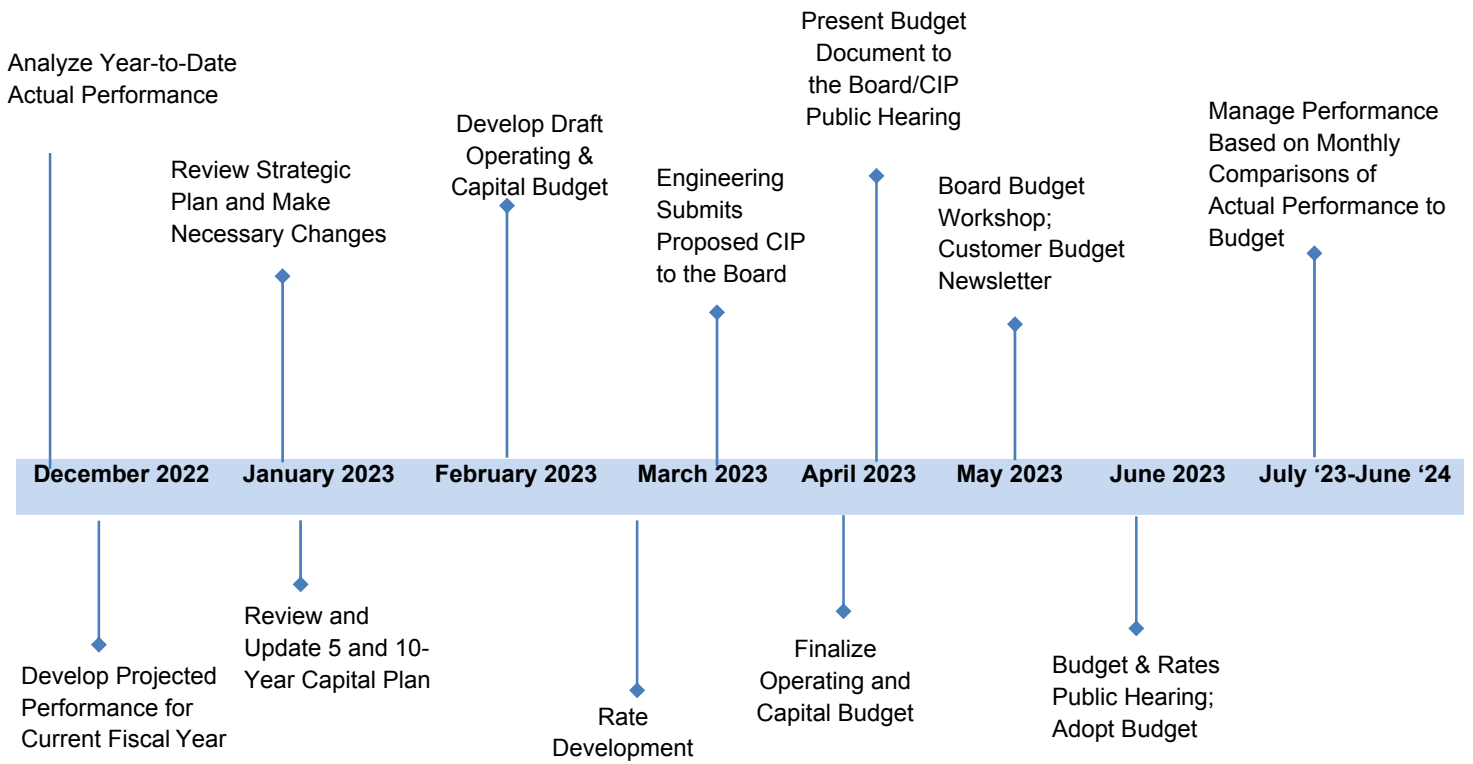 Analyze Year-to-Date
Actual Performance
Review Strategic
Plan and Make
Necessary Changes
Develop Draft
Operating &
Capital Budget
Engineering
Submits
Proposed CIP
to the Board
Present Budget
Document to
the Board/CIP
Public Hearing
Board Budget
Workshop;
Customer Budget
Newsletter
Manage Performance
Based on Monthly
Comparisons of
Actual Performance to
Budget
December 2022 January 2023 February 2023 March 2023 April 2023 May 2023 June 2023 July ‘23-June ‘24
Develop Projected
Performance for
Current Fiscal Year
Review and
Update 5 and 10-
Year Capital Plan
Rate
Development
Finalize
Operating and
Capital Budget
Budget & Rates
Public Hearing;
Adopt Budget